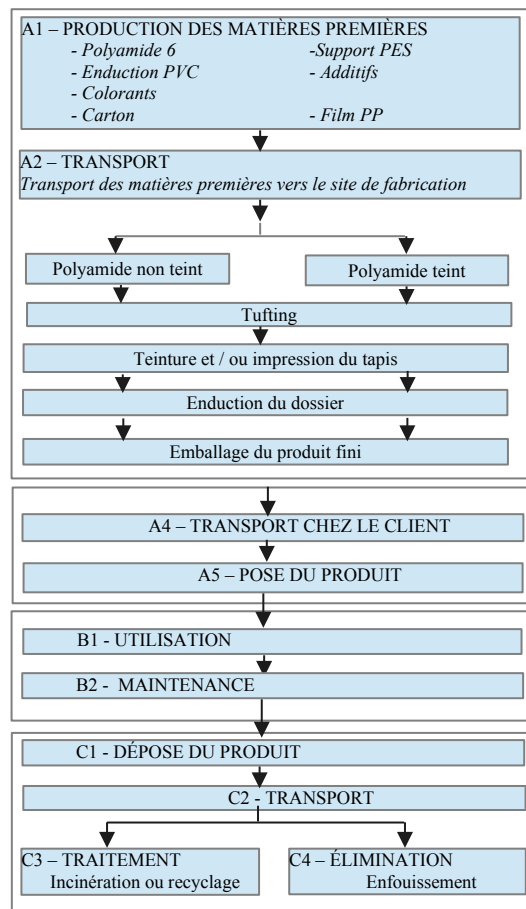 A1 – PRODUCTION DES MATIÈRES PREMIÈRES
- Polyamide 6 -Support PES
- Enduction PVC - Additifs
- Colorants
- Carton - Film PP
A2 – TRANSPORT
Transport des matières premières vers le site de fabrication
Polyamide non teint Polyamide teint
Tufting
Teinture et / ou impression du tapis
Enduction du dossier
Emballage du produit fini
A4 – TRANSPORT CHEZ LE CLIENT
A5 – POSE DU PRODUIT
B1 - UTILISATION
B2 - MAINTENANCE
C1 - DÉPOSE DU PRODUIT
C2 - TRANSPORT
C3 – TRAITEMENT
Incinération ou recyclage
C4 – ÉLIMINATION
Enfouissement